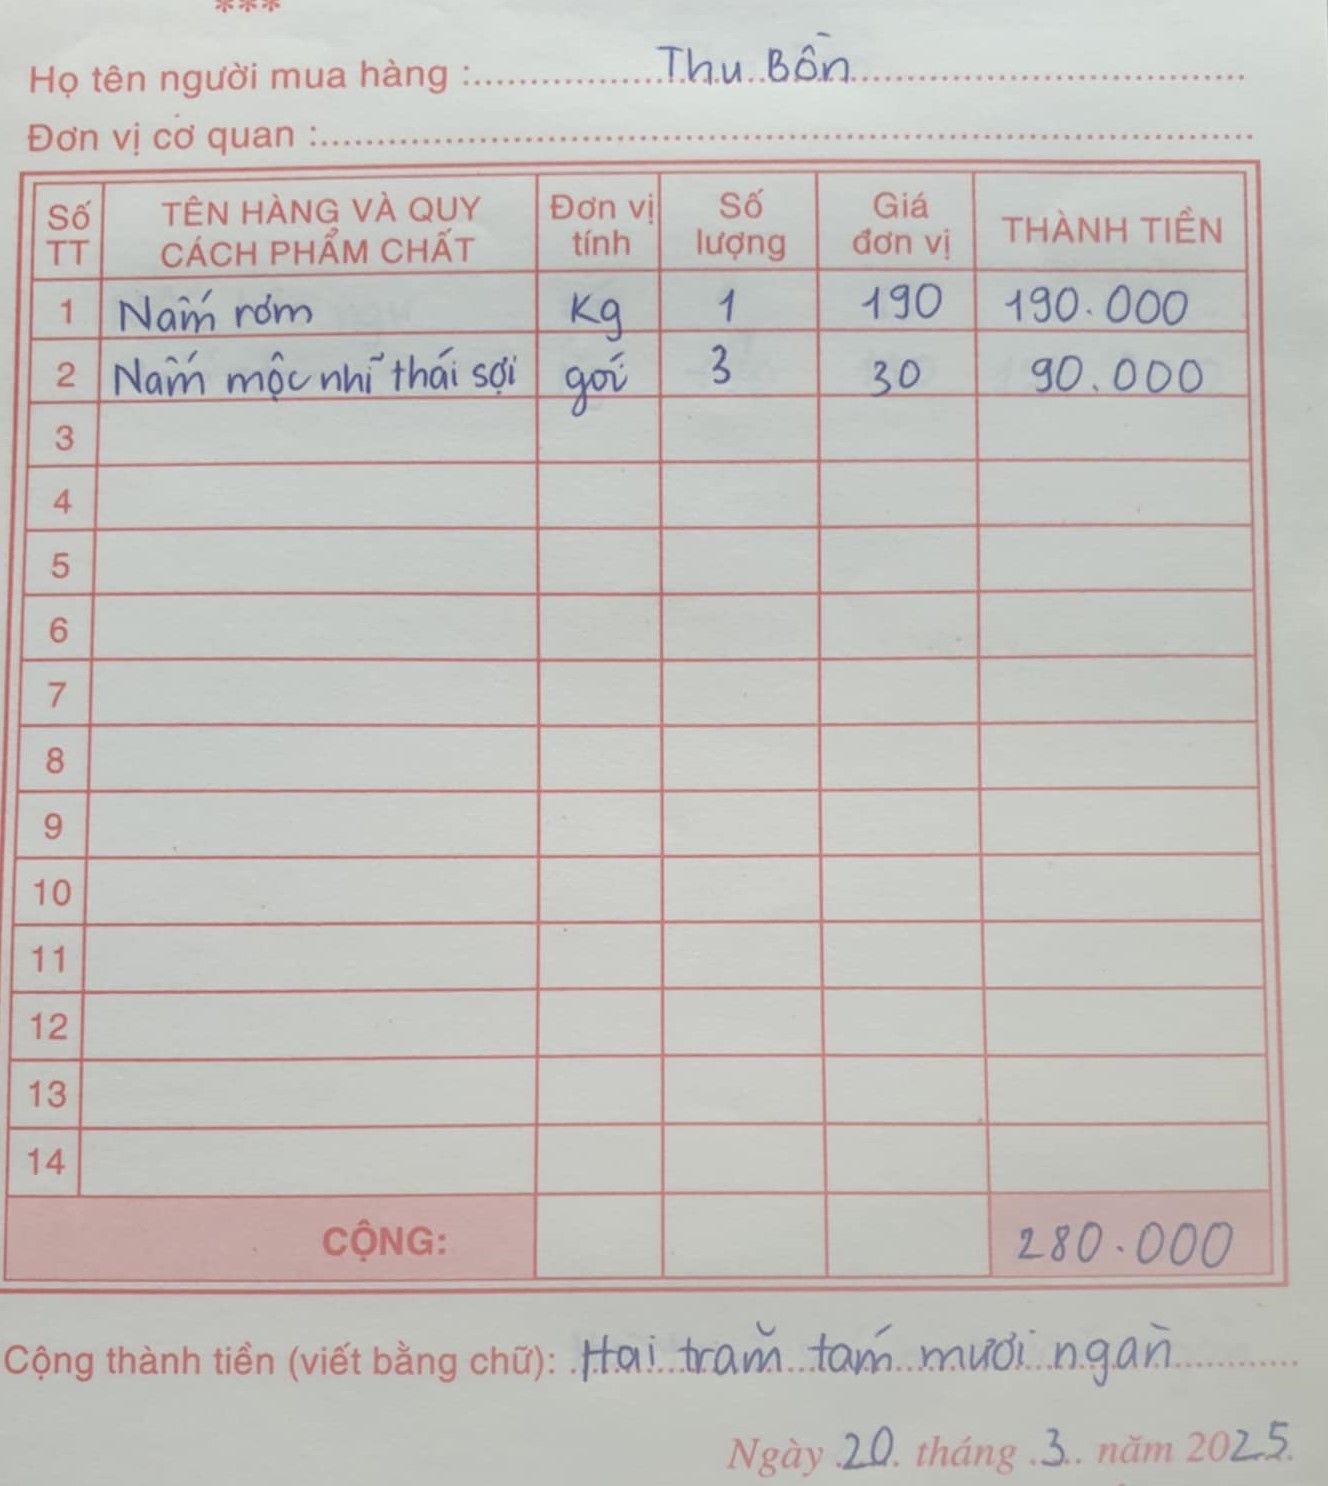 ***
Họ tên người mua hàng : Thu Bồn
Đơn vị cơ quan :
Số TT TÊN HÀNG VÀ QUY CÁCH PHẨM CHẤT Đơn vị tính Số lượng Giá đơn vị THÀNH TIỀN
1 Nấm rơm Kg 1 190 190.000
2 Nấm mộc nhĩ thái sợi gói 3 30 90.000
3
4
5
6
7
8
9
10
11
12
13
14
CỘNG: 280.000
Cộng thành tiền (viết bằng chữ): Hai trăm tám mươi ngàn
Ngày 20 tháng 3 năm 2025